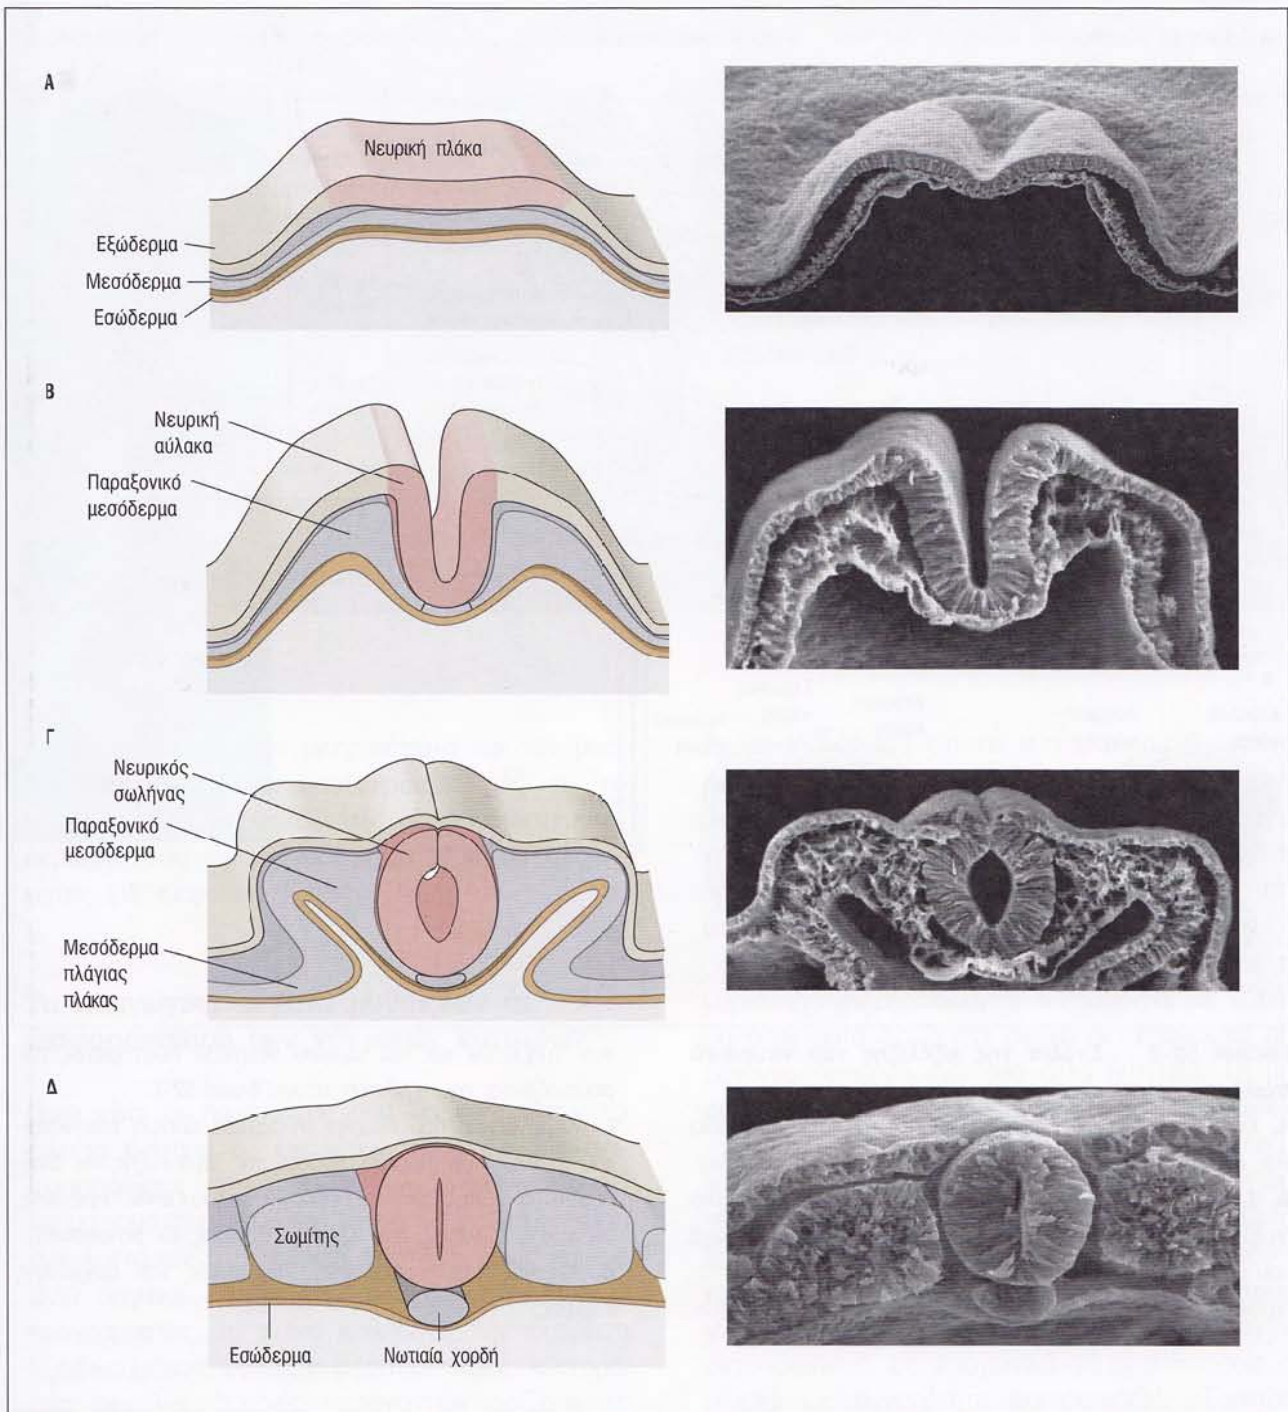 Α
Νευρική πλάκα
Εξώδερμα
Μεσόδερμα
Εσώδερμα
Β
Νευρική
αύλακα
Παραξονικό
μεσόδερμα
Γ
Νευρικός
σωλήνας
Παραξονικό
μεσόδερμα
Μεσόδερμα
πλάγιας
πλάκας
Δ
Σωμίτης
Εσώδερμα
Νωτιαία χορδή